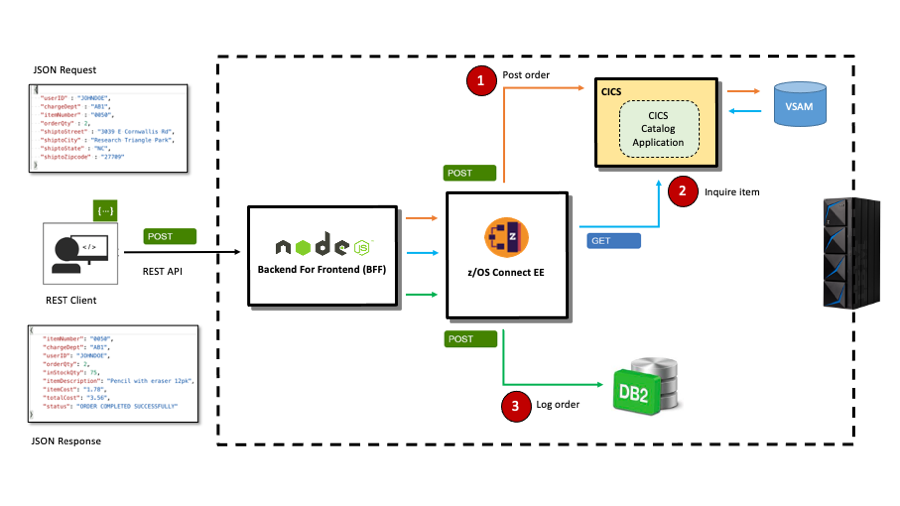 JSON Request
{
"userID" : "JOHNDOE",
"chargeDept" : "AB1",
"itemNumber" : "0050",
"orderQty" : 2,
"shiptoStreet" : "3039 E Cornwallis Rd",
"shiptoCity" : "Research Triangle Park",
"shiptoState" : "NC",
"shiptoZipcode" : "27709"
}
1
Post order
CICS
CICS
Catalog
Application
VSAM
POST
2
Inquire item
{...}
</>
POST
REST API
REST Client
node
JS
Backend For Frontend (BFF)
z
z/OS Connect EE
GET
POST
3
Log order
DB2
{
"itemNumber": "0050",
"chargeDept": "AB1",
"userID": "JOHNDOE",
"orderQty": 2,
"inStockQty": 75,
"itemDescription": "Pencil with eraser 12pk",
"itemCost": "1.78",
"totalCost": "3.56",
"status": "ORDER COMPLETED SUCCESSFULLY"
}
JSON Response